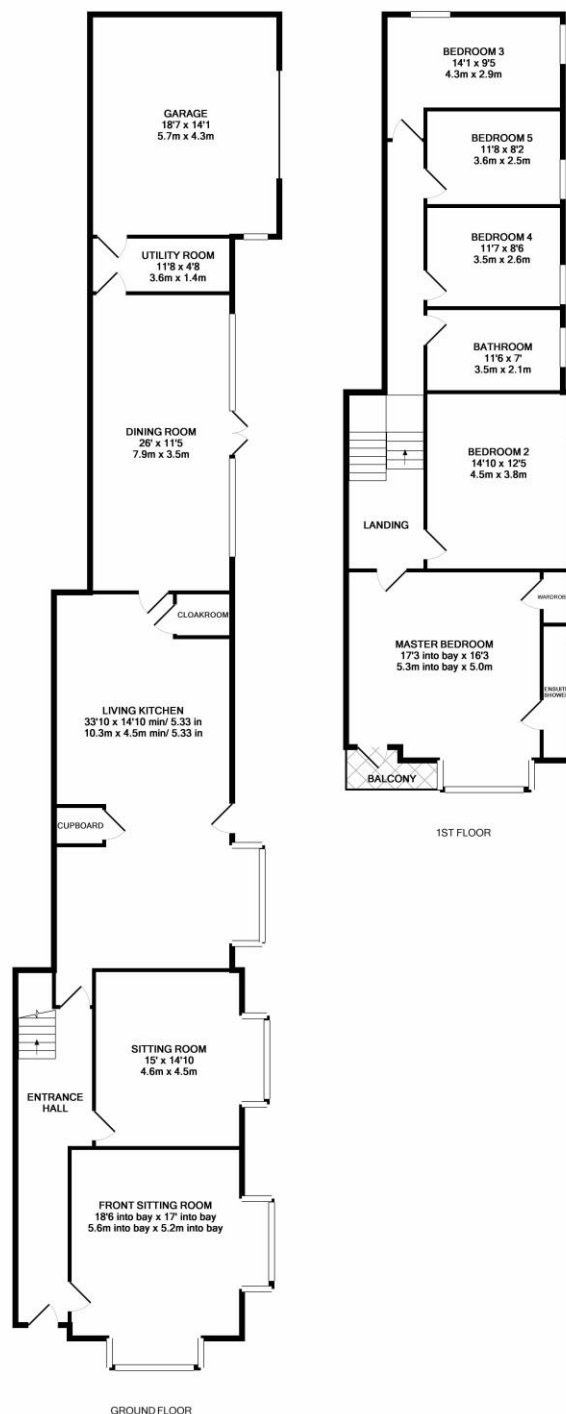 GARAGE
18'7 x 14'1
5.7m x 4.3m
UTILITY ROOM
11'8 x 4'8
3.6m x 1.4m
DINING ROOM
26' x 11'5
7.9m x 3.5m
CLOAKROOM
LIVING KITCHEN
33'10 x 14'10 min/ 5.33 in
10.3m x 4.5m min/ 5.33 in
CUPBOARD
SITTING ROOM
15' x 14'10
4.6m x 4.5m
ENTRANCE
HALL
FRONT SITTING ROOM
18'6 into bay x 17' into bay
5.6m into bay x 5.2m into bay
GROUND FLOOR
BEDROOM 3
14'1 x 9'5
4.3m x 2.9m
BEDROOM 5
11'8 x 8'2
3.6m x 2.5m
BEDROOM 4
11'7 x 8'6
3.5m x 2.6m
BATHROOM
11'6 x 7'
3.5m x 2.1m
BEDROOM 2
14'10 x 12'5
4.5m x 3.8m
LANDING
WARDROB
MASTER BEDROOM
17'3 into bay x 16'3
5.3m into bay x 5.0m
ENSUITE
SHOWER
BALCONY
1ST FLOOR